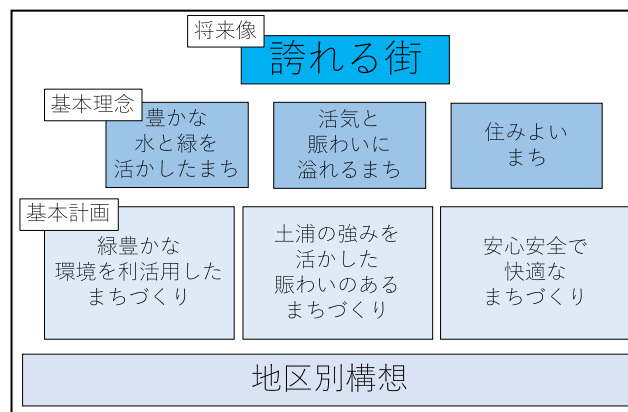 将来像
誇れる街
基本理念
豊かな
水と緑を
活かしたまち
活気と
賑わいに
溢れるまち
住みよい
まち
基本計画
緑豊かな
環境を利活用した
まちづくり
土浦の強みを
活かした
賑わいのある
まちづくり
安心安全で
快適な
まちづくり
地区別構想